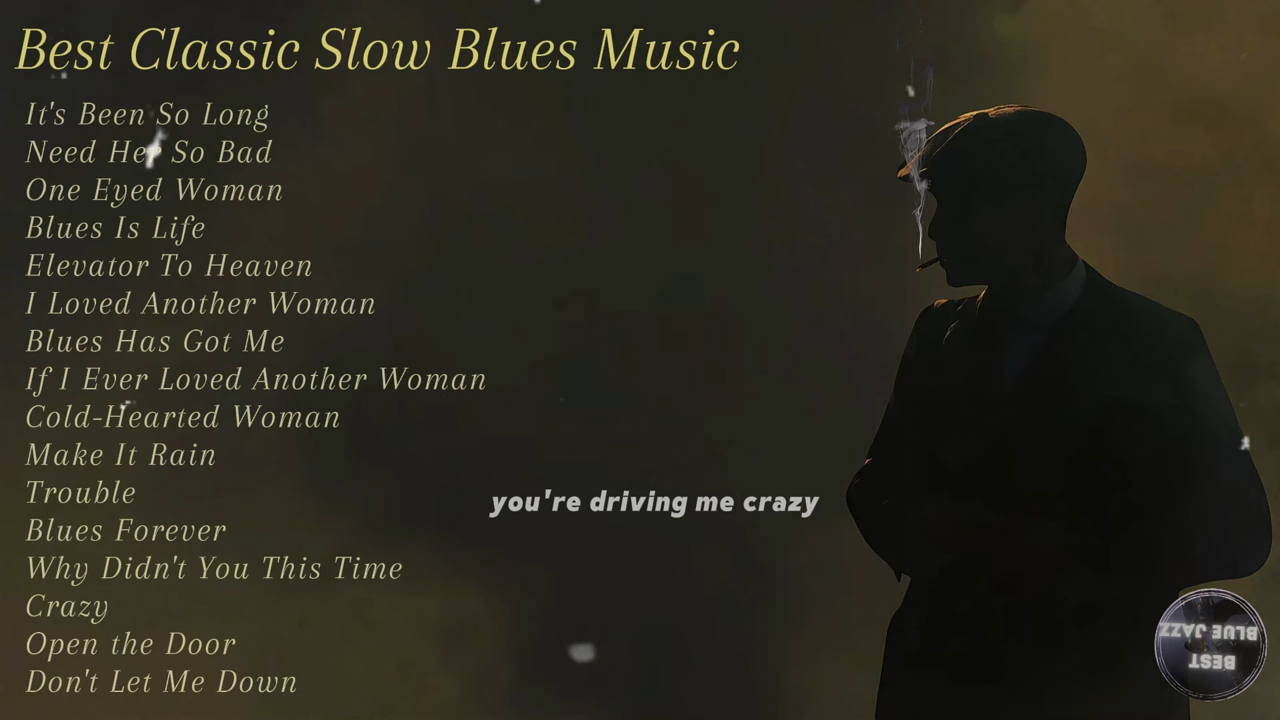 Best Classic Slow Blues Music
It's Been So Long
Need Her So Bad
One Eyed Woman
Blues Is Life
Elevator To Heaven
I Loved Another Woman
Blues Has Got Me
If I Ever Loved Another Woman
Cold-Hearted Woman
Make It Rain
Trouble
Blues Forever
Why Didn't You This Time
Crazy
Open the Door
Don't Let Me Down
you're driving me crazy
BEST
BLUE JAZZ